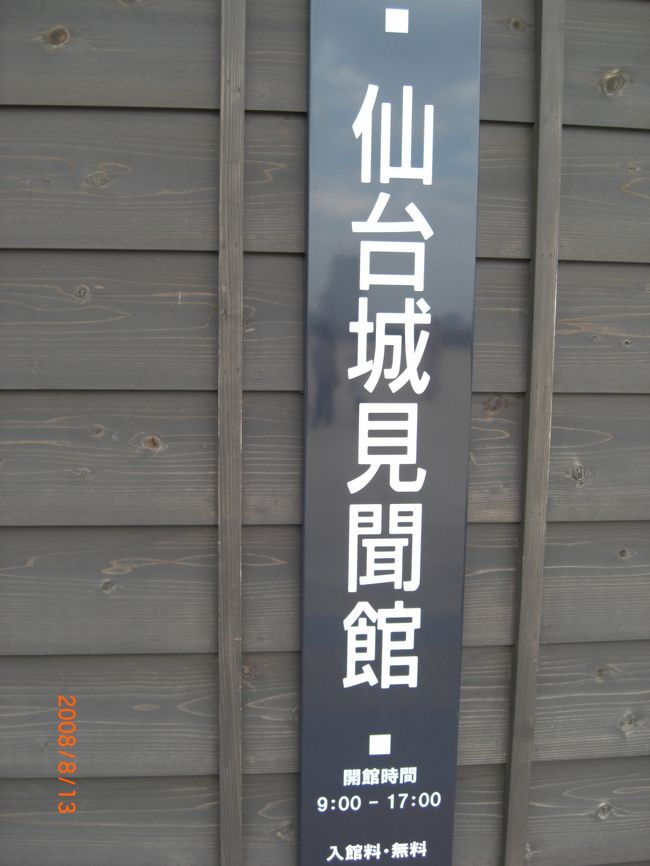 仙台城見聞館
開館時間
9:00 - 17:00
入館料・無料
2008/8/13